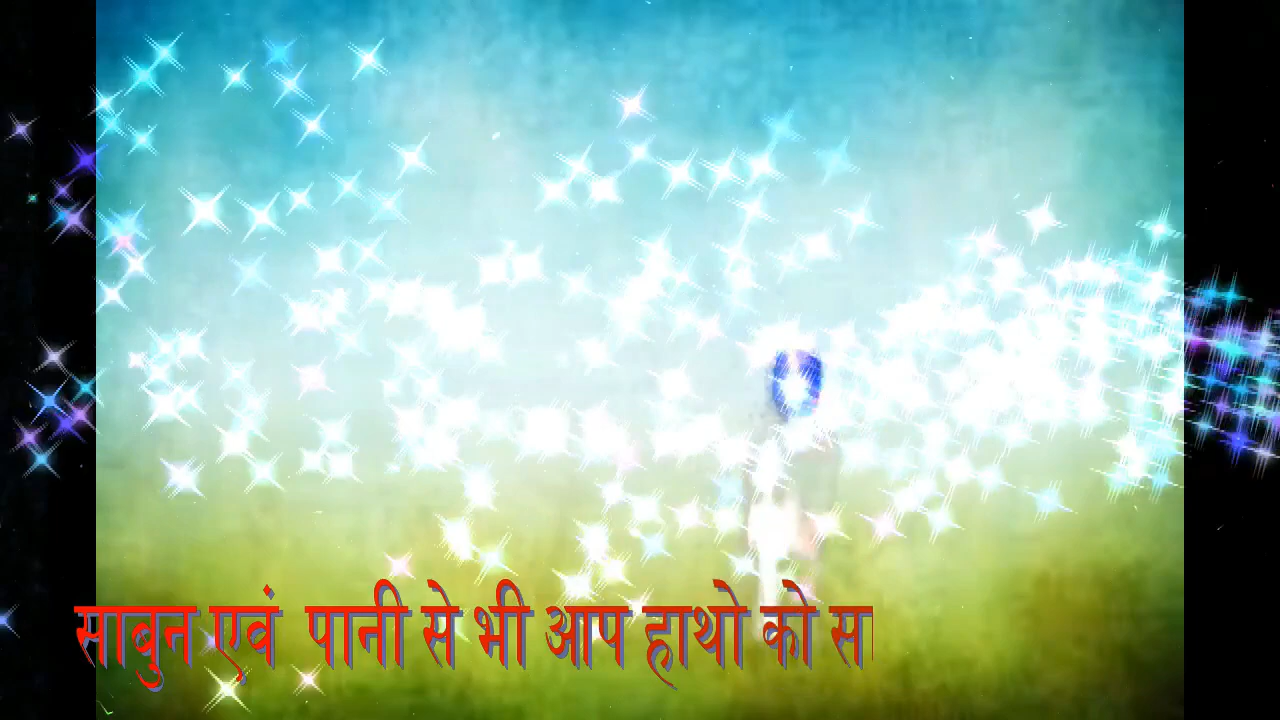 साबुन एवं पानी से भी आप हाथो को स